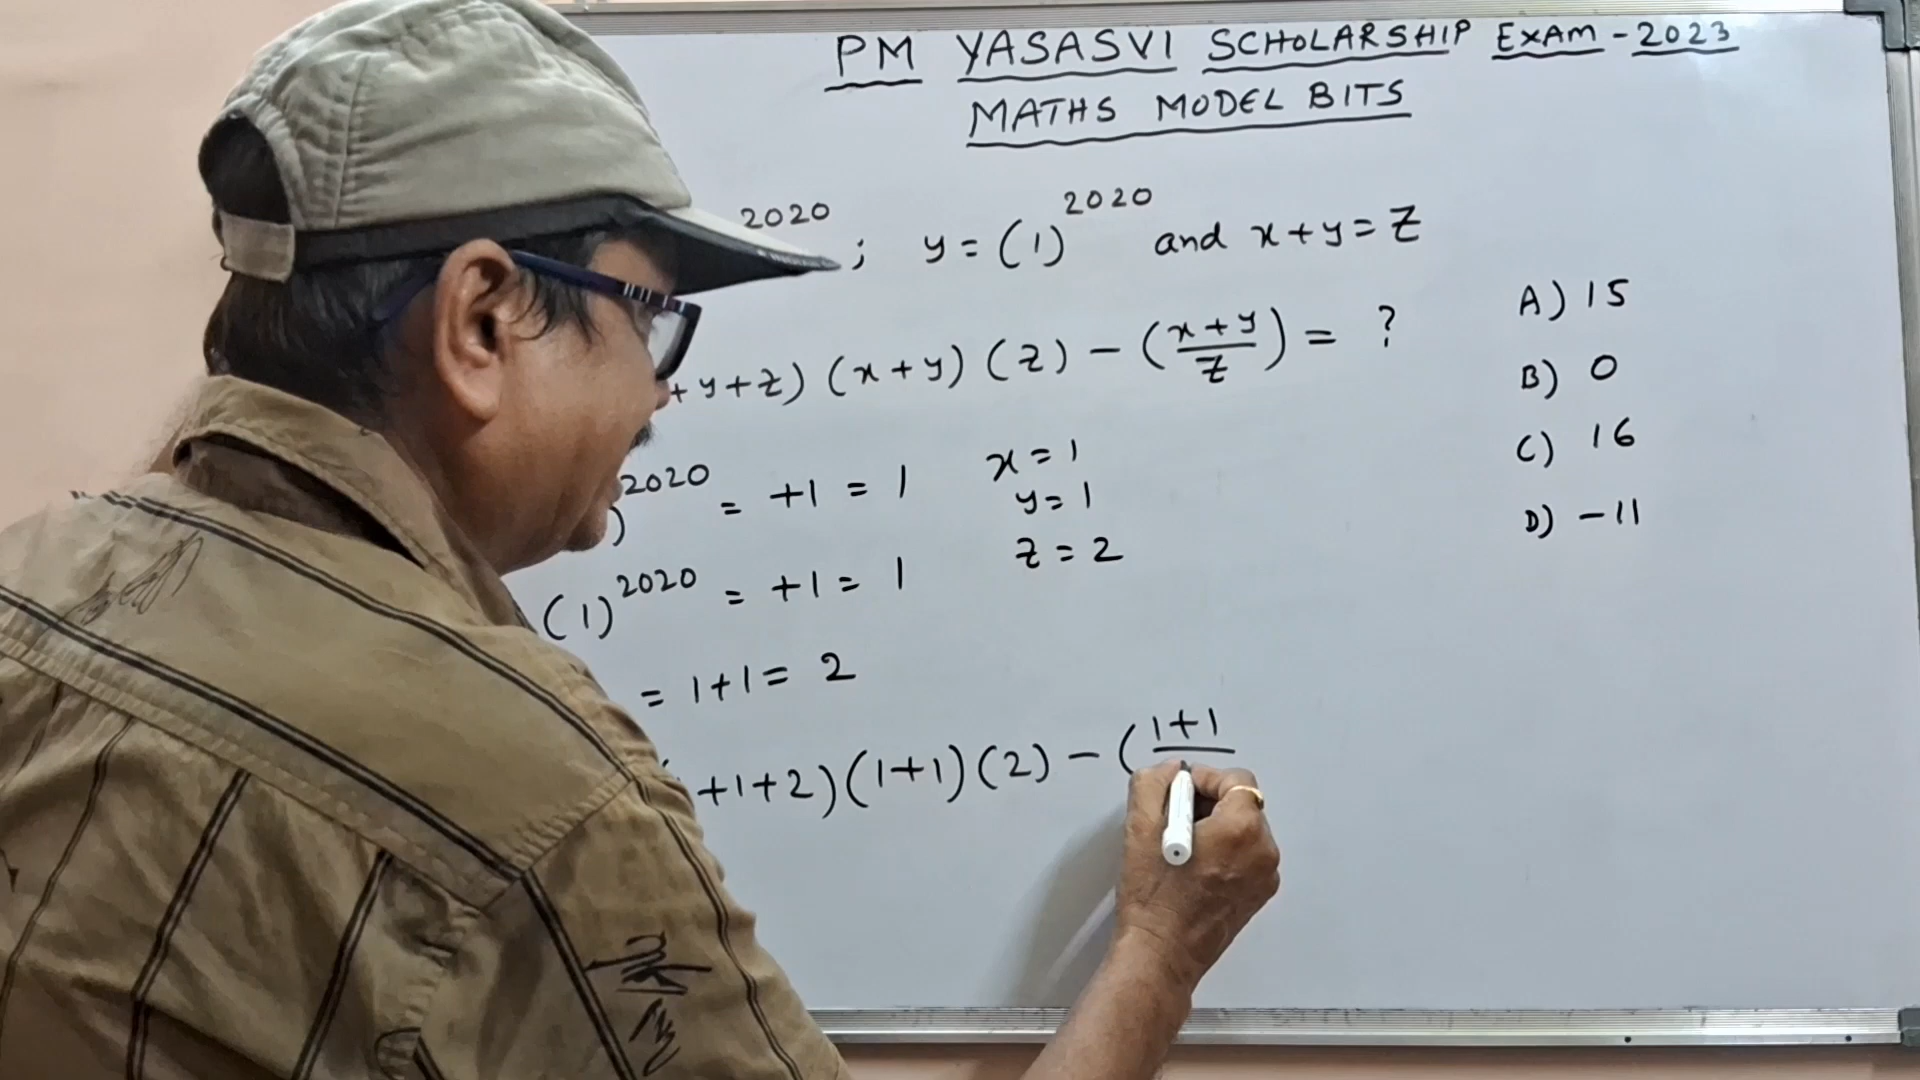 PM YASASVI SCHOLARSHIP EXAM - 2023
MATHS MODEL BITS
2020 ; y = (1)^2020 and x + y = z
+ y + z) (x + y) (z) - (x + y / z) = ?
A) 15
B) 0
C) 16
D) -11
)^2020 = +1 = 1
(1)^2020 = +1 = 1
= 1 + 1 = 2
x = 1
y = 1
z = 2
+ 1 + 2) (1 + 1) (2) - (1 + 1